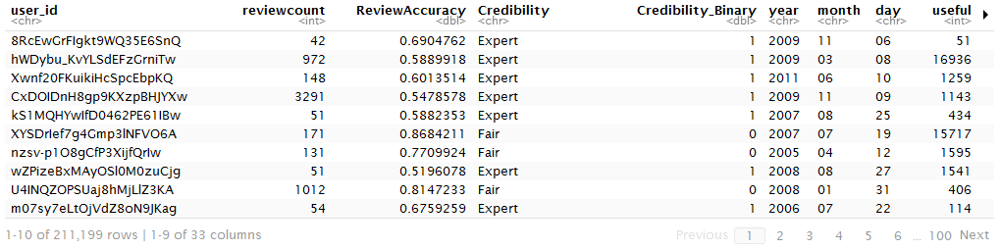 user_id reviewcount ReviewAccuracy Credibility Credibility_Binary year month day useful
<chr> <int> <dbl> <chr> <dbl> <chr> <chr> <chr> <int>
8RcEwGrFIgkt9WQ35E6SnQ 42 0.6904762 Expert 1 2009 11 06 51
hWDybu_KvYLSdEFzGrniTw 972 0.5889918 Expert 1 2009 03 08 16936
Xwnf20FKuikiHcSpcEbpKQ 148 0.6013514 Expert 1 2011 06 10 1259
CxDOIDnH8gp9KXzpBHJYXw 3291 0.5478578 Expert 1 2009 11 09 1143
kS1MQHYwIfD0462PE61IBw 51 0.5882353 Expert 1 2007 08 25 434
XYSDrIef7g4Gmp3lNFVO6A 171 0.8684211 Fair 0 2007 07 19 15717
nzsv-p1O8gCfP3XijfQrIw 131 0.7709924 Fair 0 2005 04 12 1595
wZPizeBxMAyOSl0M0zuCjg 51 0.5196078 Expert 1 2008 08 27 1541
U4INQZOPSUaj8hMjLlZ3KA 1012 0.8147233 Fair 0 2008 01 31 406
m07sy7eLtOjVdZ8oN9JKag 54 0.6759259 Expert 1 2006 07 22 114
1-10 of 211,199 rows | 1-9 of 33 columns Previous 1 2 3 4 5 6 ... 100 Next